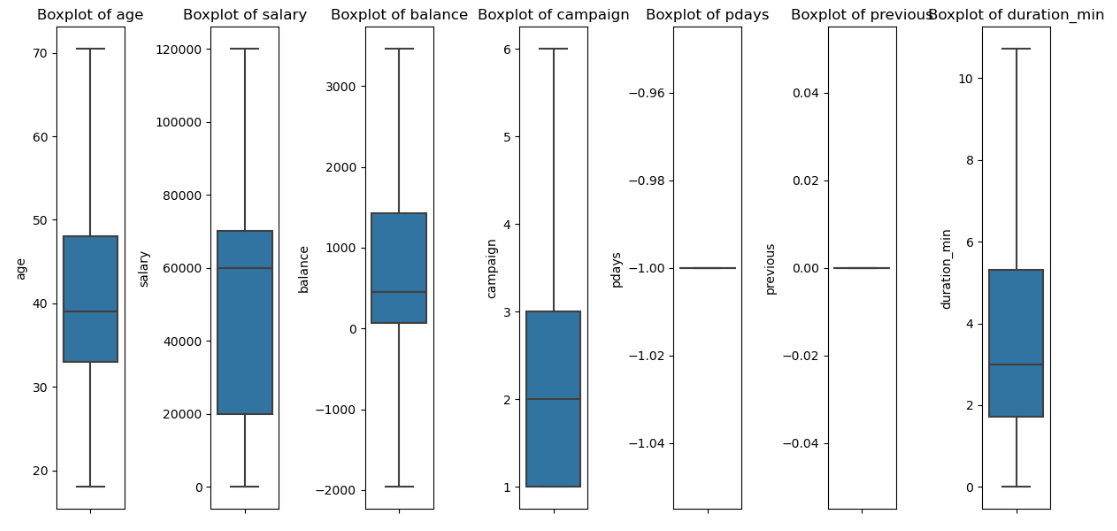 Boxplot of age
70
60
50
40
30
20
age
Boxplot of salary
120000
100000
80000
60000
40000
20000
0
salary
Boxplot of balance
3000
2000
1000
0
−1000
−2000
balance
Boxplot of campaign
6
5
4
3
2
1
campaign
Boxplot of pdays
−0.96
−0.98
−1.00
−1.02
−1.04
pdays
Boxplot of previous
0.04
0.02
0.00
−0.02
−0.04
previous
Boxplot of duration_min
10
8
6
4
2
0
duration_min